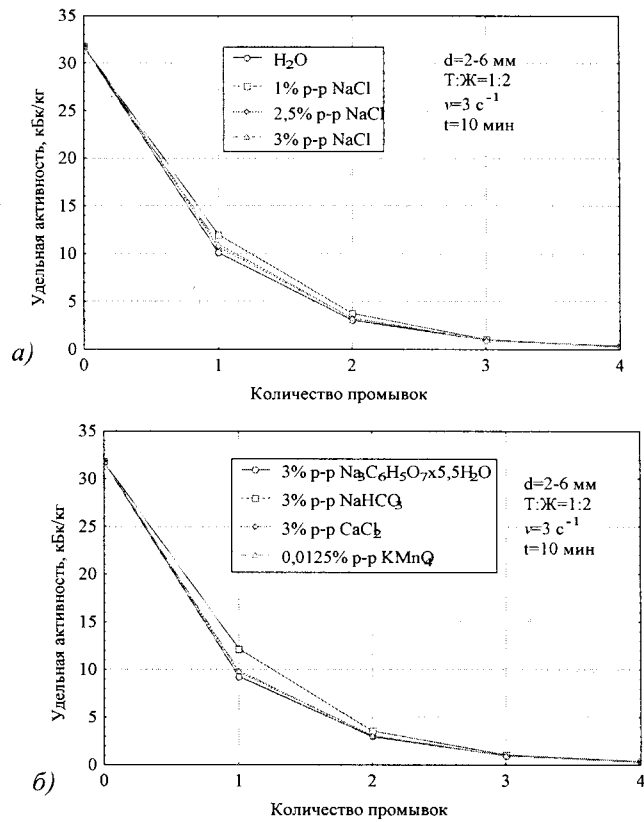 35
30
25
20
15
10
5
0
Удельная активность, кБк/кг
H₂O
1% р-р NaCl
2,5% р-р NaCl
3% р-р NaCl
d=2-6 мм
Т:Ж=1:2
ν=3 с⁻¹
t=10 мин
0 1 2 3 4
а)
Количество промывок
35
30
25
20
15
10
5
0
Удельная активность, кБк/кг
3% р-р Na₃C₆H₅O₇x5,5H₂O
3% р-р NaHCO₃
3% р-р CaCl₂
0,0125% р-р KMnO₄
d=2-6 мм
Т:Ж=1:2
ν=3 с⁻¹
t=10 мин
0 1 2 3 4
б)
Количество промывок